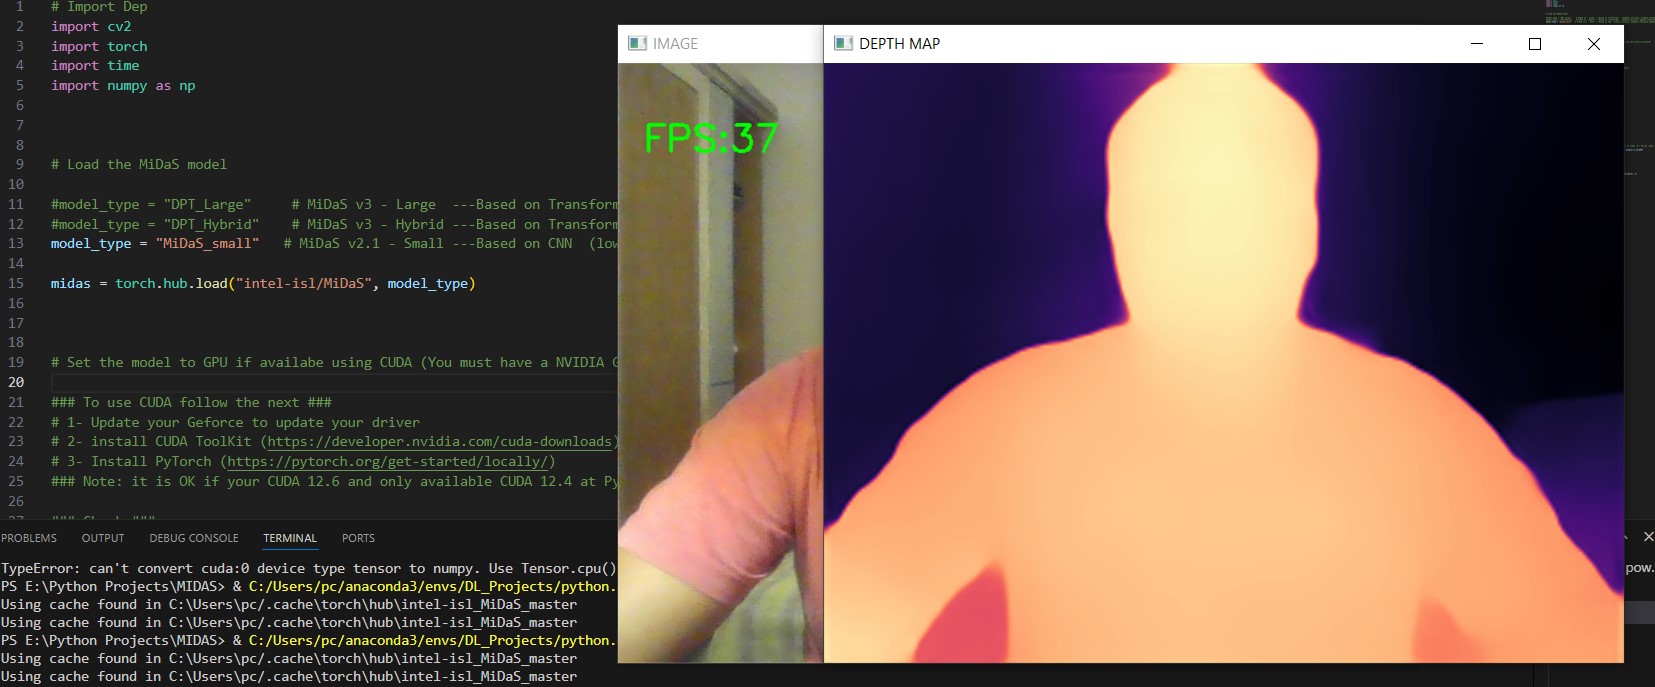 1 # Import Dep
2 import cv2
3 import torch
4 import time
5 import numpy as np
6
7
8
9 # Load the MiDaS model
10
11 #model_type = "DPT_Large" # MiDaS v3 - Large ---Based on Transform
12 #model_type = "DPT_Hybrid" # MiDaS v3 - Hybrid ---Based on Transform
13 model_type = "MiDaS_small" # MiDaS v2.1 - Small ---Based on CNN (low
14
15 midas = torch.hub.load("intel-isl/MiDaS", model_type)
16
17
18
19 # Set the model to GPU if availabe using CUDA (You must have a NVIDIA G
20
21 ### To use CUDA follow the next ###
22 # 1- Update your Geforce to update your driver
23 # 2- install CUDA ToolKit (https://developer.nvidia.com/cuda-downloads)
24 # 3- Install PyTorch (https://pytorch.org/get-started/locally/)
25 ### Note: it is OK if your CUDA 12.6 and only available CUDA 12.4 at Py
26
IMAGE
FPS:37
DEPTH MAP
PROBLEMS OUTPUT DEBUG CONSOLE TERMINAL PORTS
TypeError: can't convert cuda:0 device type tensor to numpy. Use Tensor.cpu()
PS E:\Python Projects\MIDAS> & C:/Users/pc/anaconda3/envs/DL_Projects/python.
Using cache found in C:\Users\pc/.cache\torch\hub\intel-isl_MiDaS_master
Using cache found in C:\Users\pc/.cache\torch\hub\intel-isl_MiDaS_master
PS E:\Python Projects\MIDAS> & C:/Users/pc/anaconda3/envs/DL_Projects/python.
Using cache found in C:\Users\pc/.cache\torch\hub\intel-isl_MiDaS_master
Using cache found in C:\Users\pc/.cache\torch\hub\intel-isl_MiDaS_master
pow.